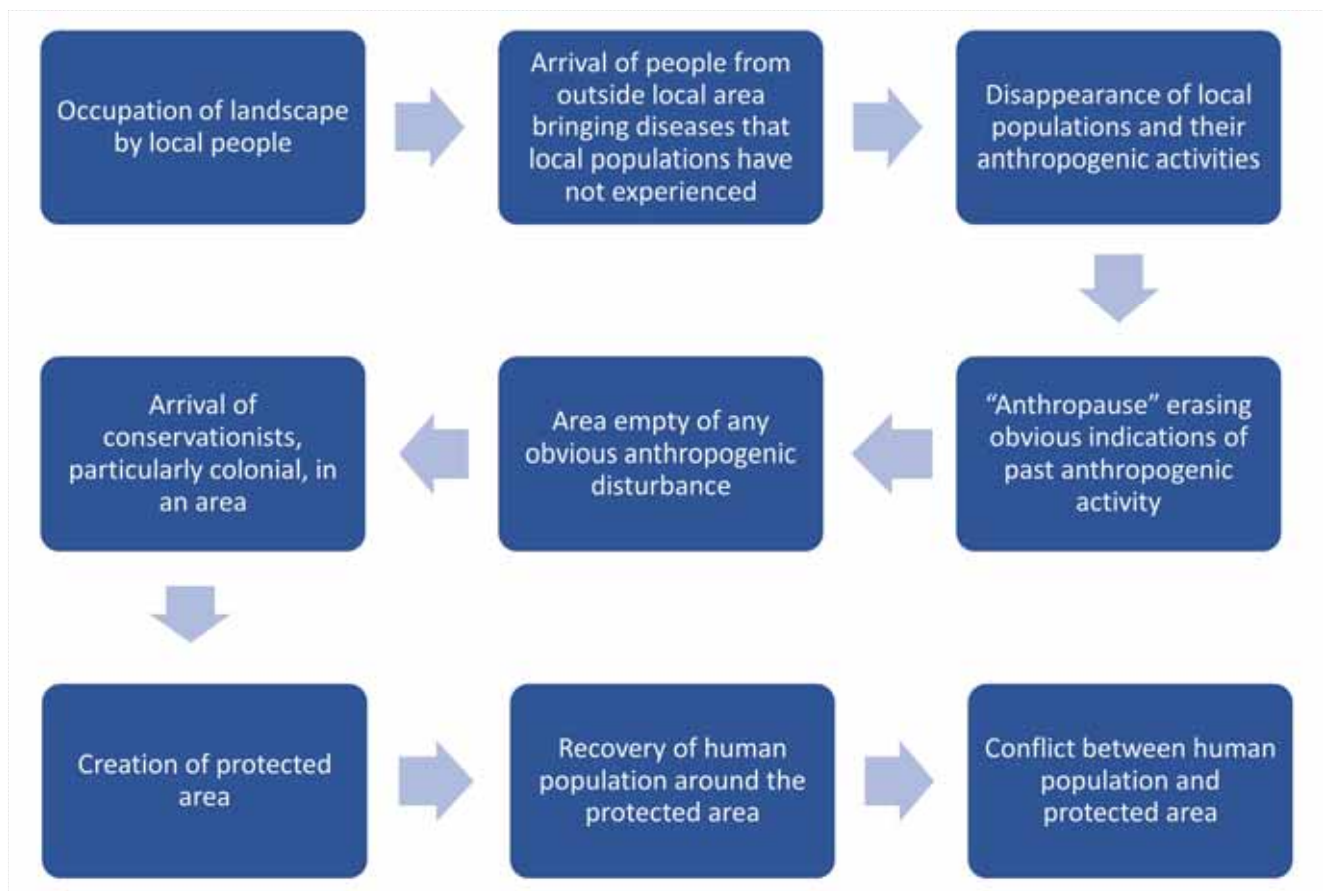 Occupation of landscape
by local people
Arrival of people from
outside local area
bringing diseases that
local populations have
not experienced
Disappearance of local
populations and their
anthropogenic activities
“Anthropause” erasing
obvious indications of
past anthropogenic
activity
Area empty of any
obvious anthropogenic
disturbance
Arrival of
conservationists,
particularly colonial, in
an area
Creation of protected
area
Recovery of human
population around the
protected area
Conflict between human
population and
protected area